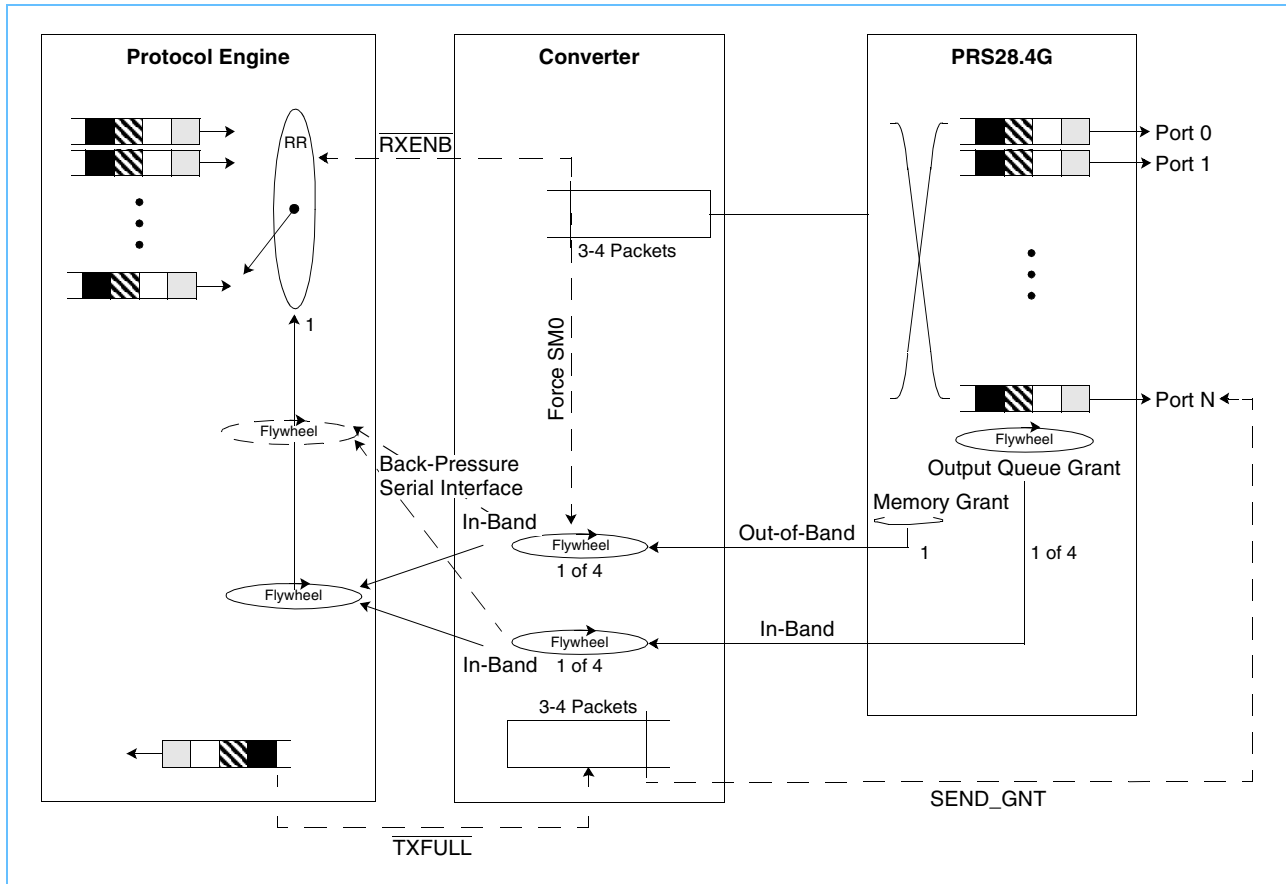 Protocol Engine
Converter
PRS28.4G
RR
RXENB
Port 0
Port 1
3-4 Packets
1
Force SM0
Port N
Flywheel
Flywheel
Output Queue Grant
Back-Pressure
Serial Interface
Memory Grant
In-Band
Out-of-Band
Flywheel
1 of 4
1
1 of 4
Flywheel
In-Band
Flywheel
In-Band
1 of 4
3-4 Packets
SEND_GNT
TXFULL